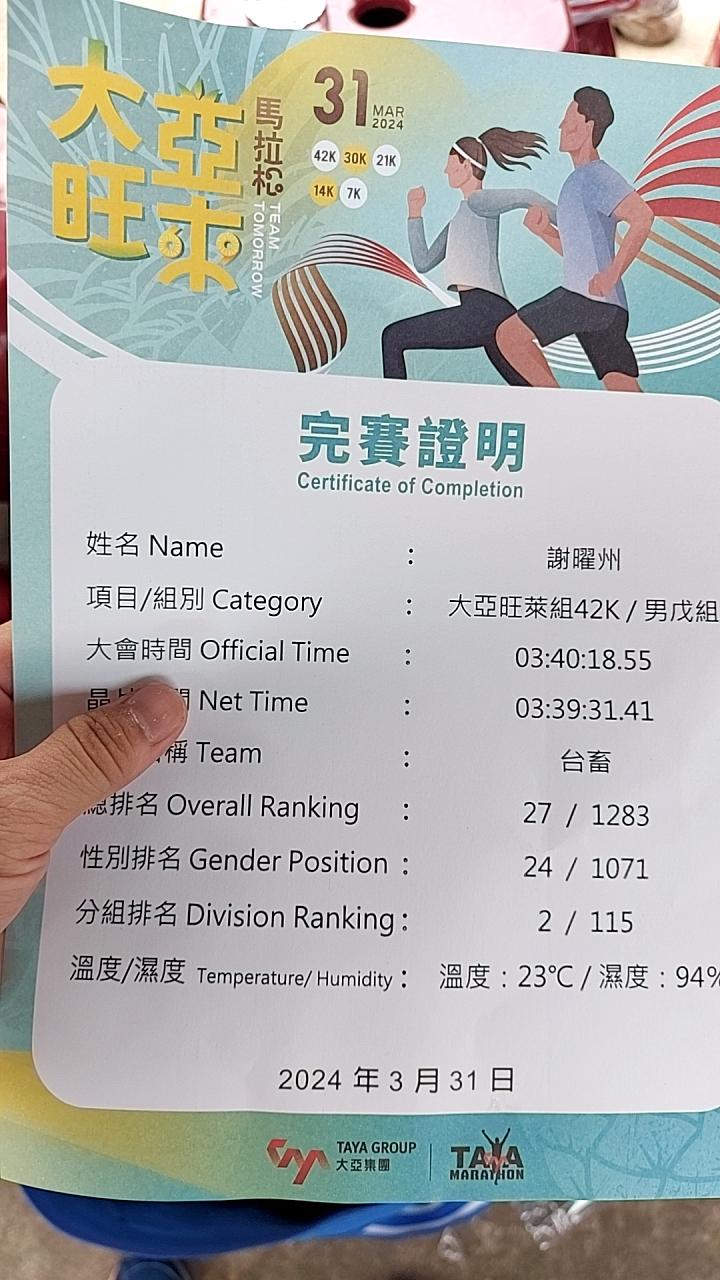 大亞
旺來
馬拉松
TEAM
TOMORROW
31
MAR
2024
42K 30K 21K
14K 7K
完賽證明
Certificate of Completion
姓名 Name : 謝曜州
項目/組別 Category : 大亞旺萊組42K / 男戊組
大會時間 Official Time : 03:40:18.55
晶 間 Net Time : 03:39:31.41
稱 Team : 台畜
總排名 Overall Ranking : 27 / 1283
性別排名 Gender Position : 24 / 1071
分組排名 Division Ranking : 2 / 115
溫度/濕度 Temperature/ Humidity : 溫度：23℃ / 濕度：94%
2024 年 3 月 31 日
TAYA GROUP
大亞集團
TAYA
MARATHON